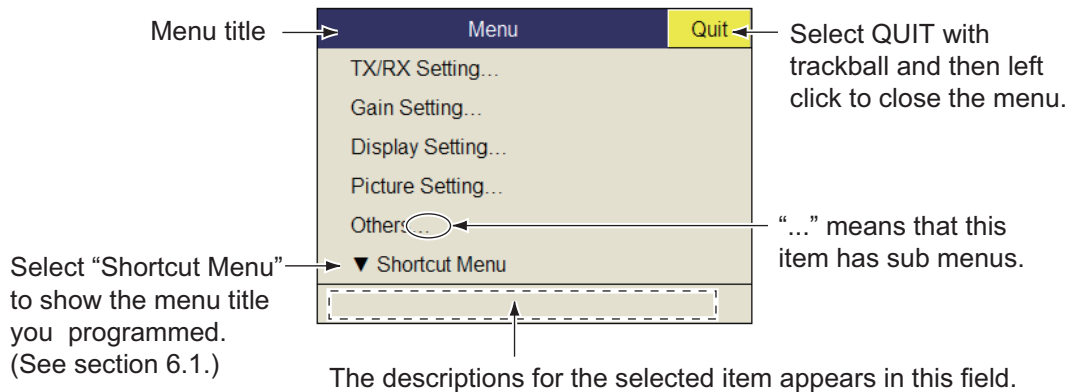 Menu title
Menu
Quit
Select QUIT with
trackball and then left
click to close the menu.
TX/RX Setting...
Gain Setting...
Display Setting...
Picture Setting...
Others...
“...” means that this
item has sub menus.
▼ Shortcut Menu
Select “Shortcut Menu”
to show the menu title
you programmed.
(See section 6.1.)
The descriptions for the selected item appears in this field.